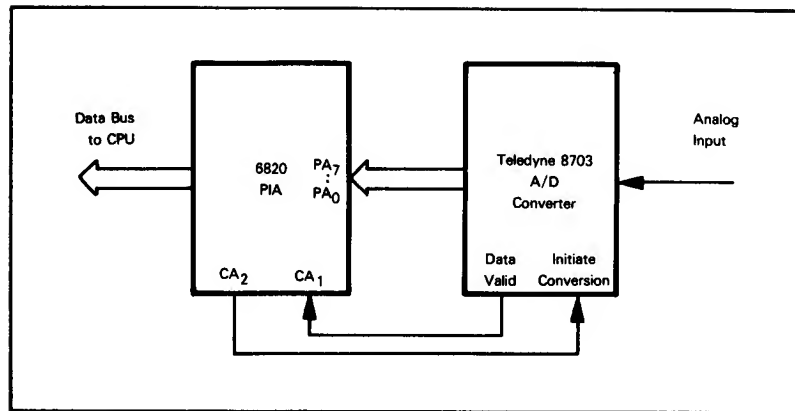 Data Bus
to CPU
6820
PIA
PA7
:
PA0
CA2
CA1
Teledyne 8703
A/D
Converter
Data
Valid
Initiate
Conversion
Analog
Input